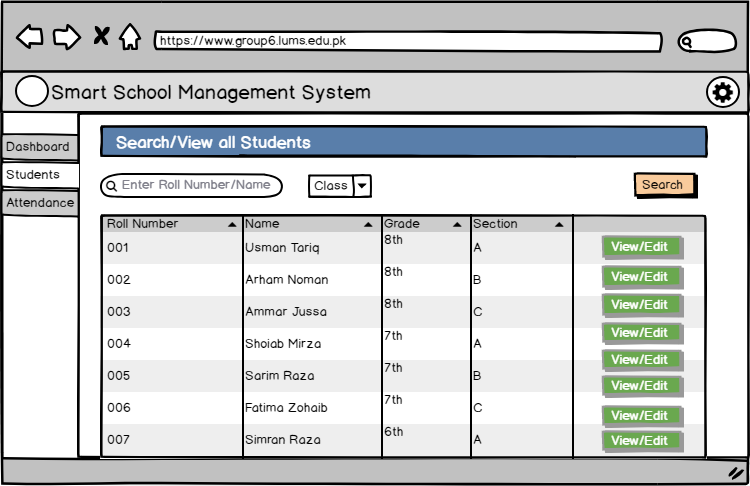 https://www.group6.lums.edu.pk
Smart School Management System
Dashboard
Students
Attendance
Search/View all Students
Enter Roll Number/Name Class Search
Roll Number Name Grade Section
001 Usman Tariq 8th A View/Edit
002 Arham Noman 8th B View/Edit
003 Ammar Jussa 8th C View/Edit
004 Shoiab Mirza 7th A View/Edit
View/Edit
005 Sarim Raza 7th B View/Edit
006 Fatima Zohaib 7th C View/Edit
007 Simran Raza 6th A View/Edit